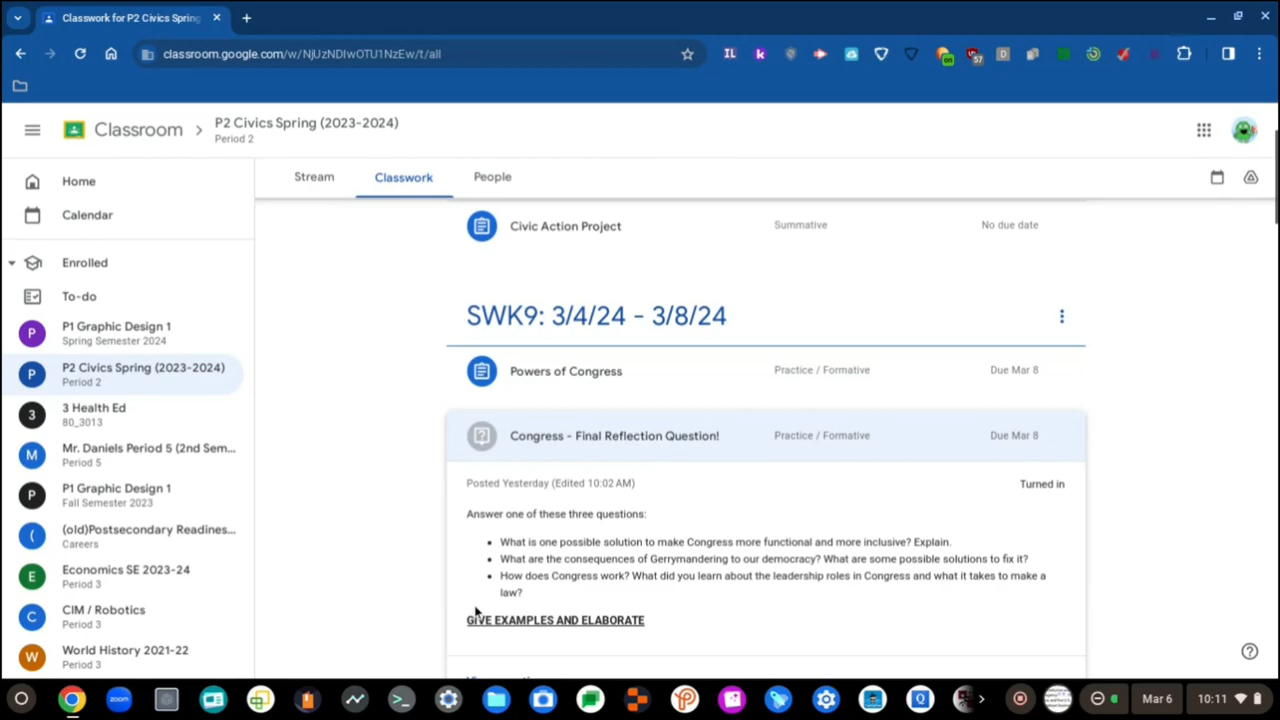 Classwork for P2 Civics Spring
classroom.google.com/w/NjUzNDIwOTU1NzEw/t/all
IL
k
on
57
D
Classroom
P2 Civics Spring (2023-2024)
Period 2
Home
Calendar
Enrolled
To-do
P
P1 Graphic Design 1
Spring Semester 2024
P
P2 Civics Spring (2023-2024)
Period 2
3
3 Health Ed
80_3013
M
Mr. Daniels Period 5 (2nd Sem...
Period 5
P
P1 Graphic Design 1
Fall Semester 2023
(
(old)Postsecondary Readines...
Careers
E
Economics SE 2023-24
Period 3
C
CIM / Robotics
Period 3
W
World History 2021-22
Period 3
Stream
Classwork
People
Civic Action Project
Summative
No due date
SWK9: 3/4/24 - 3/8/24
Powers of Congress
Practice / Formative
Due Mar 8
Congress - Final Reflection Question!
Practice / Formative
Due Mar 8
Posted Yesterday (Edited 10:02 AM)
Turned in
Answer one of these three questions:
• What is one possible solution to make Congress more functional and more inclusive? Explain.
• What are the consequences of Gerrymandering to our democracy? What are some possible solutions to fix it?
• How does Congress work? What did you learn about the leadership roles in Congress and what it takes to make a
law?
GIVE EXAMPLES AND ELABORATE
zoom
Q
Mar 6
10:11